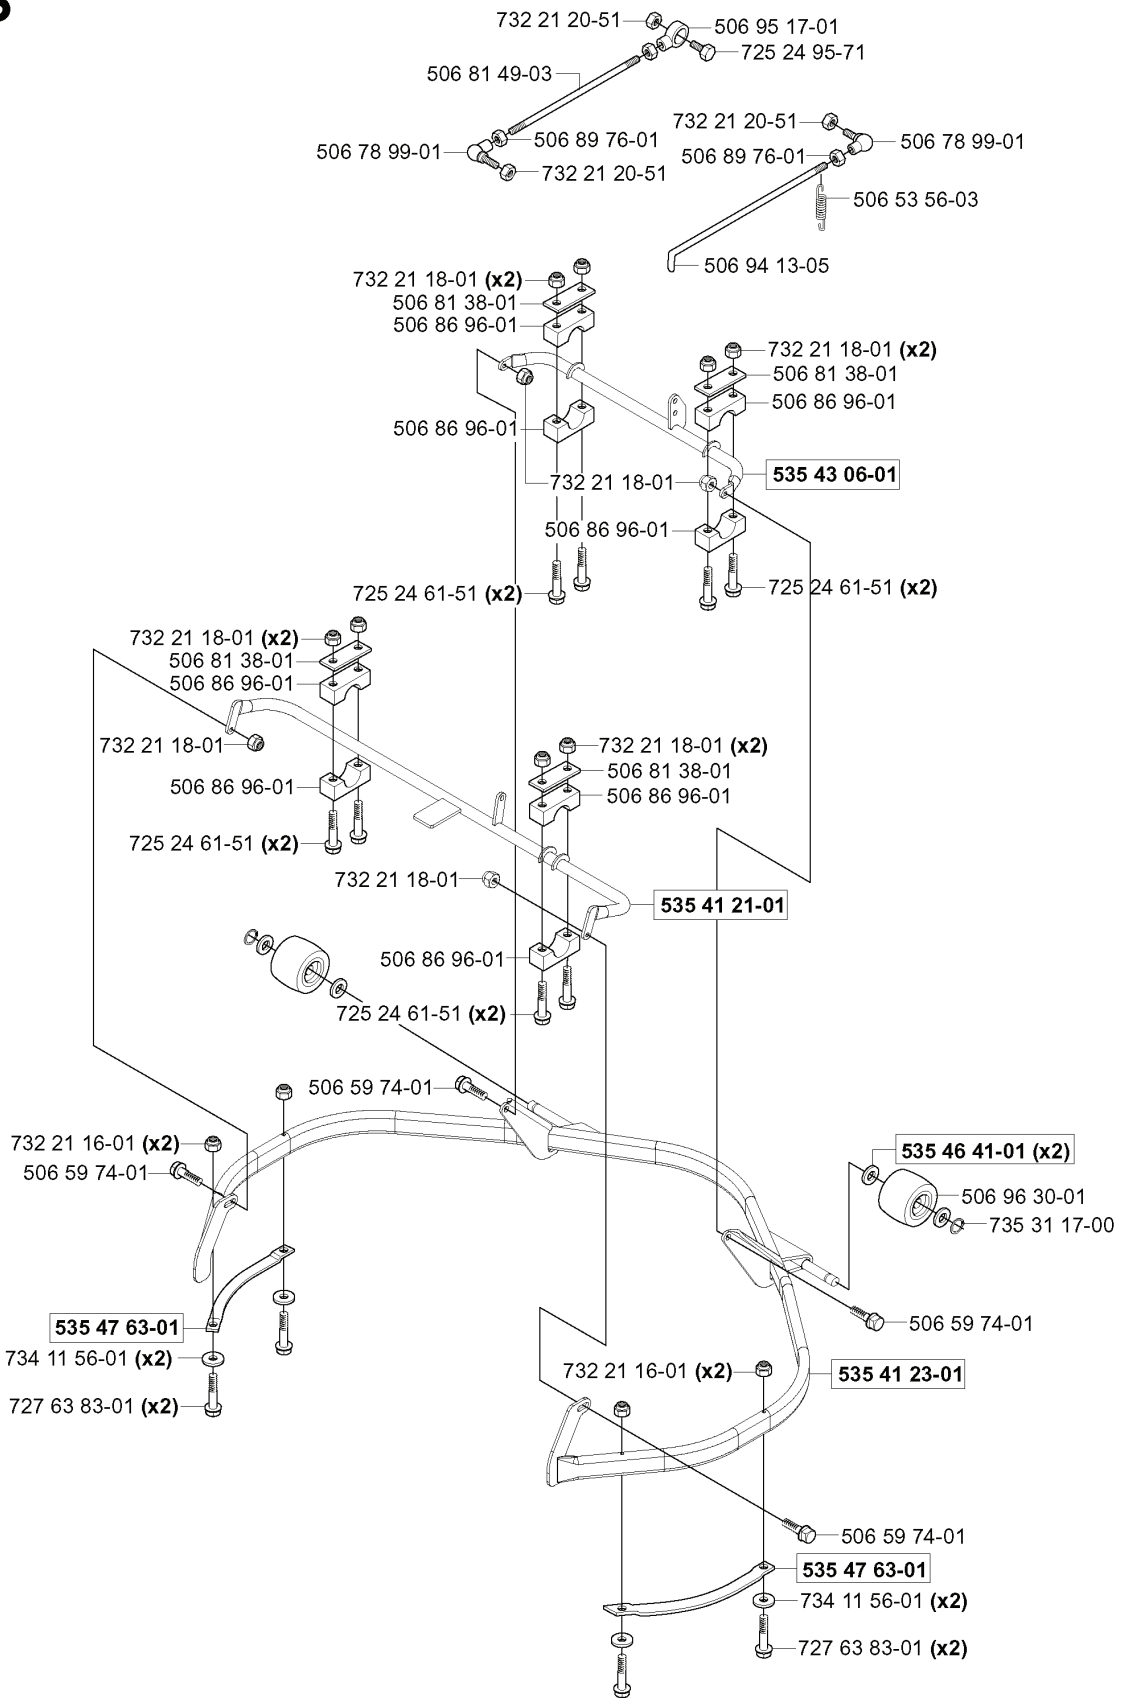 732 21 20-51
506 95 17-01
725 24 95-71
506 81 49-03
732 21 20-51
506 89 76-01
506 78 99-01
506 78 99-01
506 89 76-01
732 21 20-51
506 53 56-03
506 94 13-05
732 21 18-01 (x2)
506 81 38-01
506 86 96-01
732 21 18-01 (x2)
506 81 38-01
506 86 96-01
506 86 96-01
535 43 06-01
732 21 18-01
506 86 96-01
725 24 61-51 (x2)
725 24 61-51 (x2)
732 21 18-01 (x2)
506 81 38-01
506 86 96-01
732 21 18-01
732 21 18-01 (x2)
506 81 38-01
506 86 96-01
506 86 96-01
725 24 61-51 (x2)
732 21 18-01
535 41 21-01
506 86 96-01
725 24 61-51 (x2)
506 59 74-01
732 21 16-01 (x2)
506 59 74-01
535 46 41-01 (x2)
506 96 30-01
735 31 17-00
506 59 74-01
535 47 63-01
734 11 56-01 (x2)
732 21 16-01 (x2)
535 41 23-01
727 63 83-01 (x2)
506 59 74-01
535 47 63-01
734 11 56-01 (x2)
727 63 83-01 (x2)